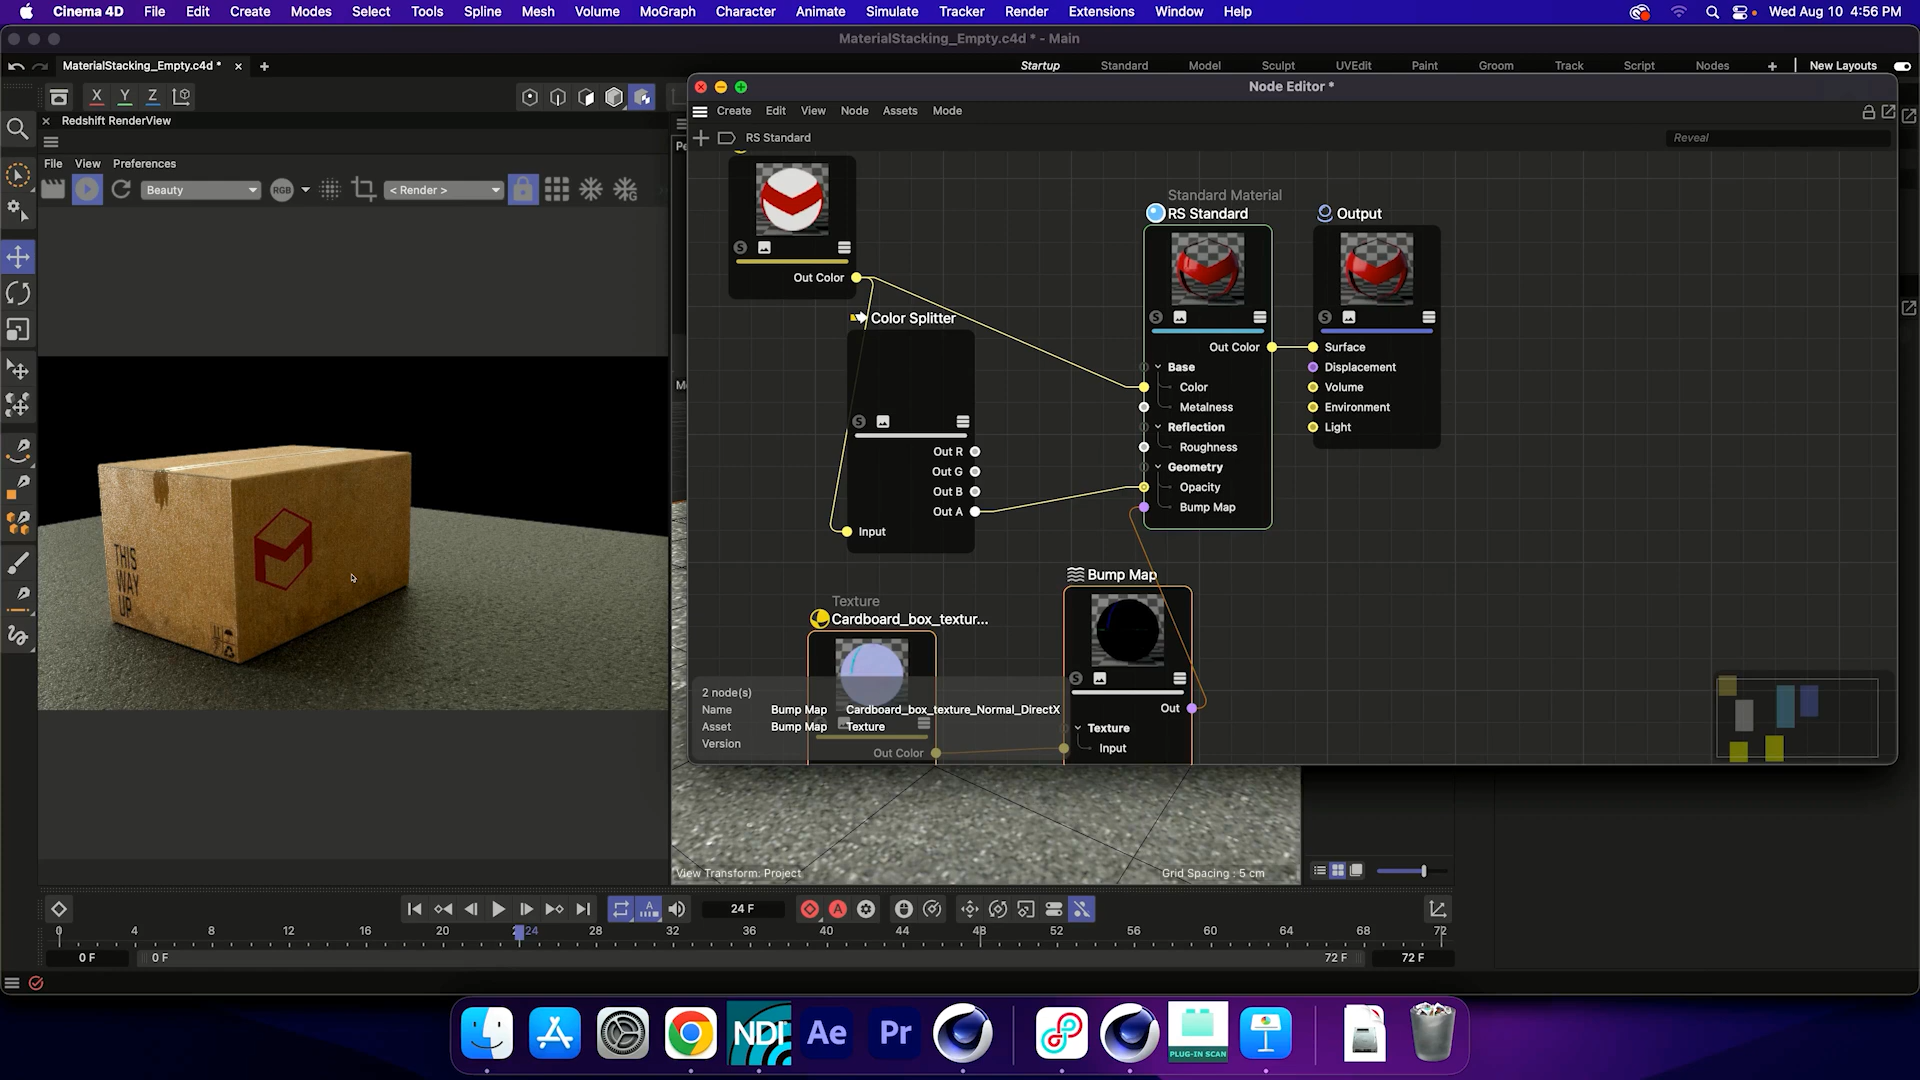 Cinema 4D File Edit Create Modes Select Tools Spline Mesh Volume MoGraph Character Animate Simulate Tracker Render Extensions Window Help Wed Aug 10 4:56 PM
MaterialStacking_Empty.c4d * - Main
MaterialStacking_Empty.c4d * Startup Standard Model Sculpt UVEdit Paint Groom Track Script Nodes New Layouts
X Y Z
Node Editor *
Redshift RenderView
Create Edit View Node Assets Mode
RS Standard Reveal
File View Preferences
Beauty RGB < Render >
Out Color
Color Splitter
Out R
Out G
Out B
Out A
Input
Standard Material
RS Standard
Out Color
Base
Color
Metalness
Reflection
Roughness
Geometry
Opacity
Bump Map
Output
Surface
Displacement
Volume
Environment
Light
Texture
Cardboard_box_textur...
Out Color
Bump Map
Out
Texture
Input
2 node(s)
Name Bump Map Cardboard_box_texture_Normal_DirectX
Asset Bump Map Texture
Version
THIS
WAY
UP
View Transform: Project Grid Spacing : 5 cm
24 F
0 4 8 12 16 20 24 28 32 36 40 44 48 52 56 60 64 68 72
0 F 0 F 72 F 72 F
NDI Ae Pr PLUG-IN SCAN